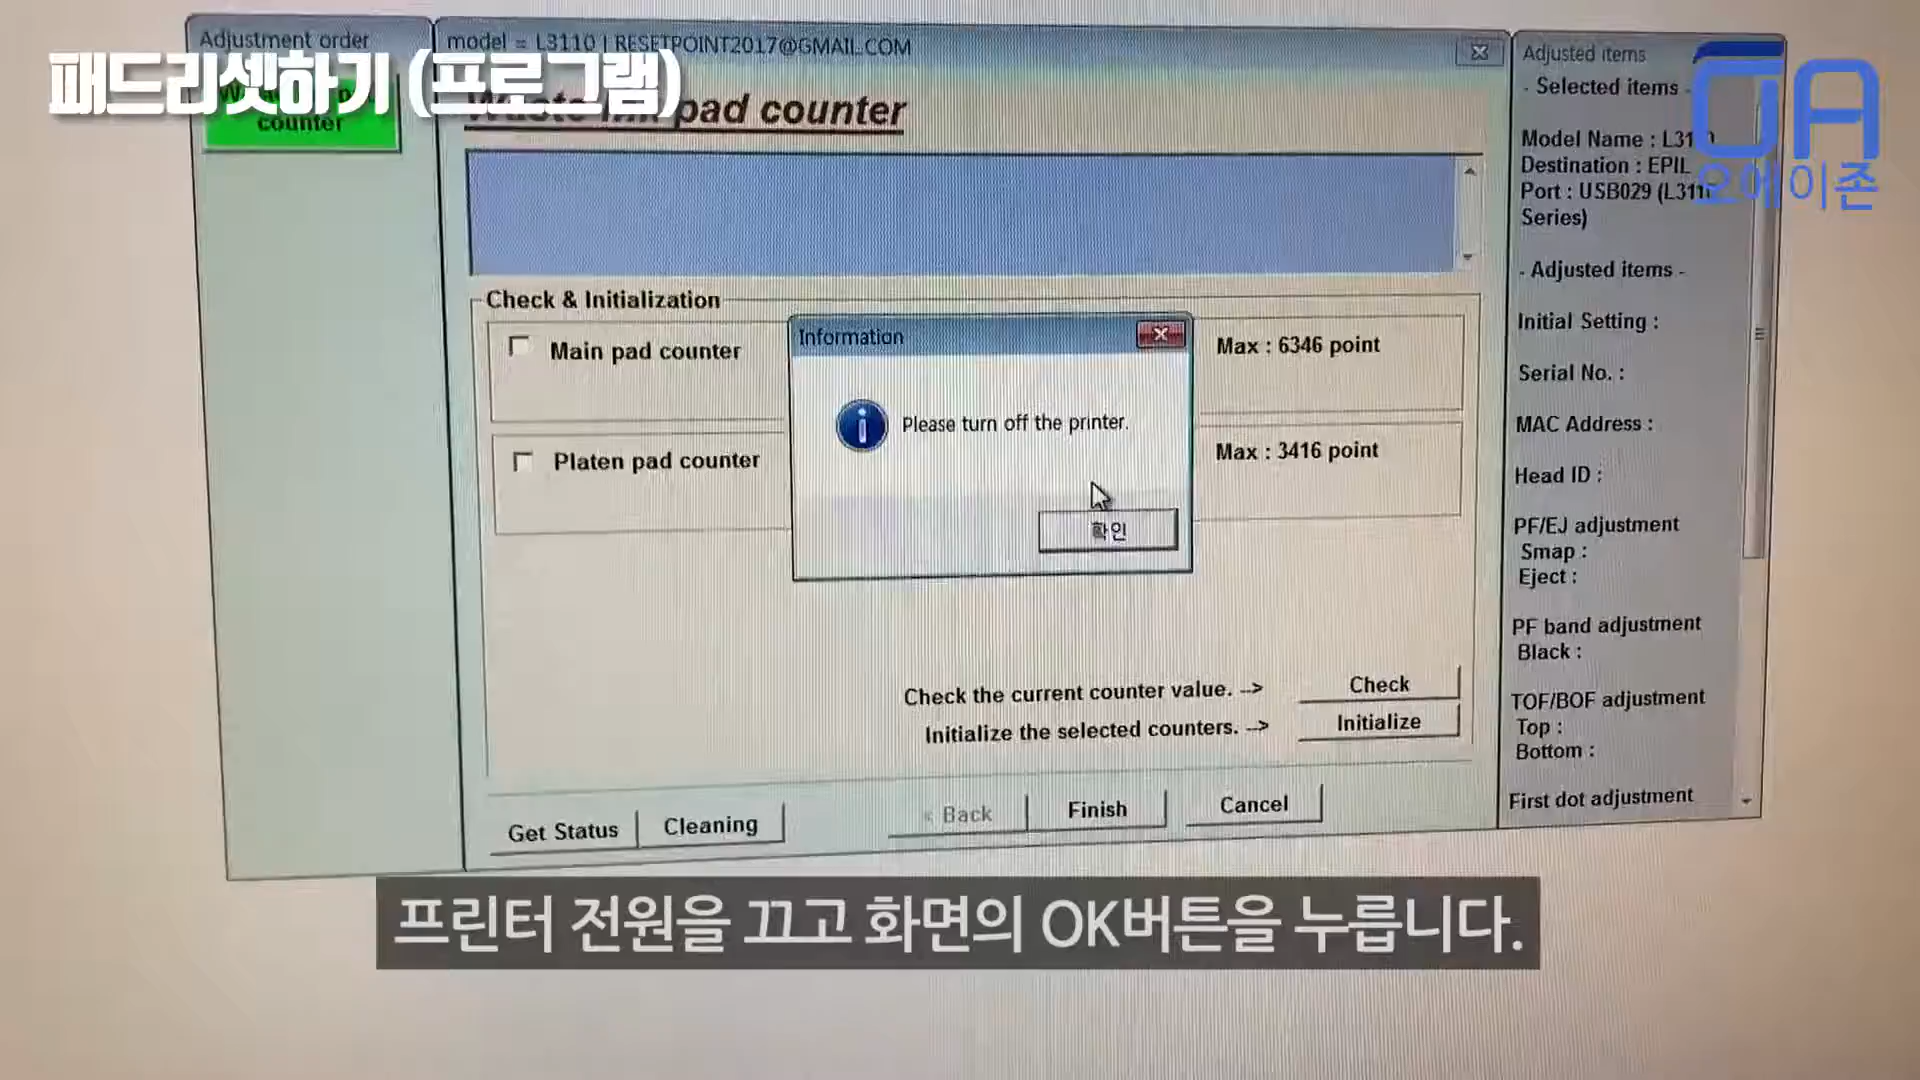 Adjustment order
패드리셋하기 (프로그램)
counter
model = L3110 | RESETPOINT2017@GMAIL.COM
pad counter
Check & Initialization
Main pad counter
Max : 6346 point
Platen pad counter
Max : 3416 point
Information
Please turn off the printer.
확인
Check the current counter value. -->
Check
Initialize the selected counters. -->
Initialize
Get Status
Cleaning
< Back
Finish
Cancel
Adjusted items
- Selected items -
Model Name :
Destination : EPIL
Port : USB029
Series)
- Adjusted items -
Initial Setting :
Serial No. :
MAC Address :
Head ID :
PF/EJ adjustment
Smap :
Eject :
PF band adjustment
Black :
TOF/BOF adjustment
Top :
Bottom :
First dot adjustment
OA
오에이존
프린터 전원을 끄고 화면의 OK버튼을 누릅니다.